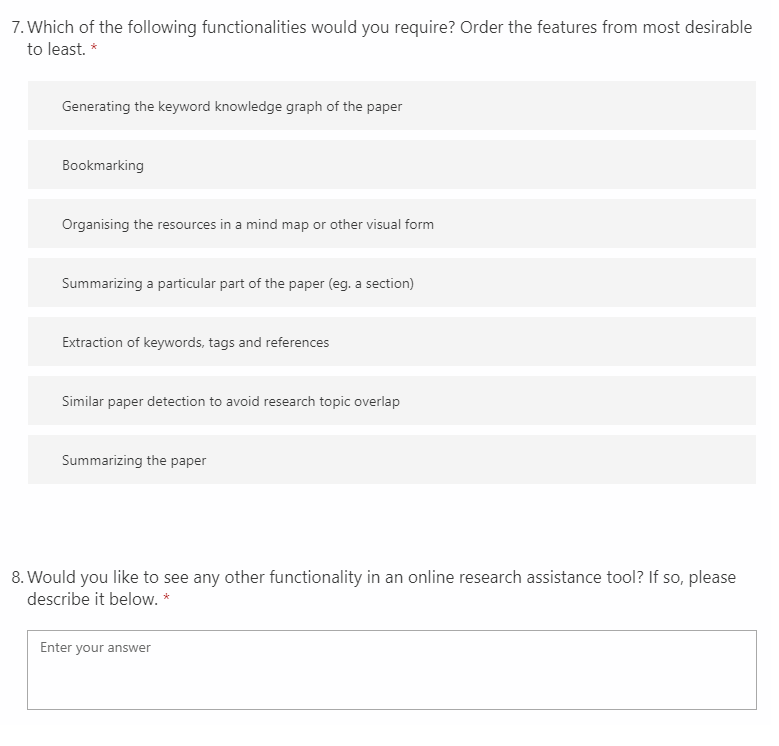 7. Which of the following functionalities would you require? Order the features from most desirable
to least. *
Generating the keyword knowledge graph of the paper
Bookmarking
Organising the resources in a mind map or other visual form
Summarizing a particular part of the paper (eg. a section)
Extraction of keywords, tags and references
Similar paper detection to avoid research topic overlap
Summarizing the paper
8. Would you like to see any other functionality in an online research assistance tool? If so, please
describe it below. *
Enter your answer